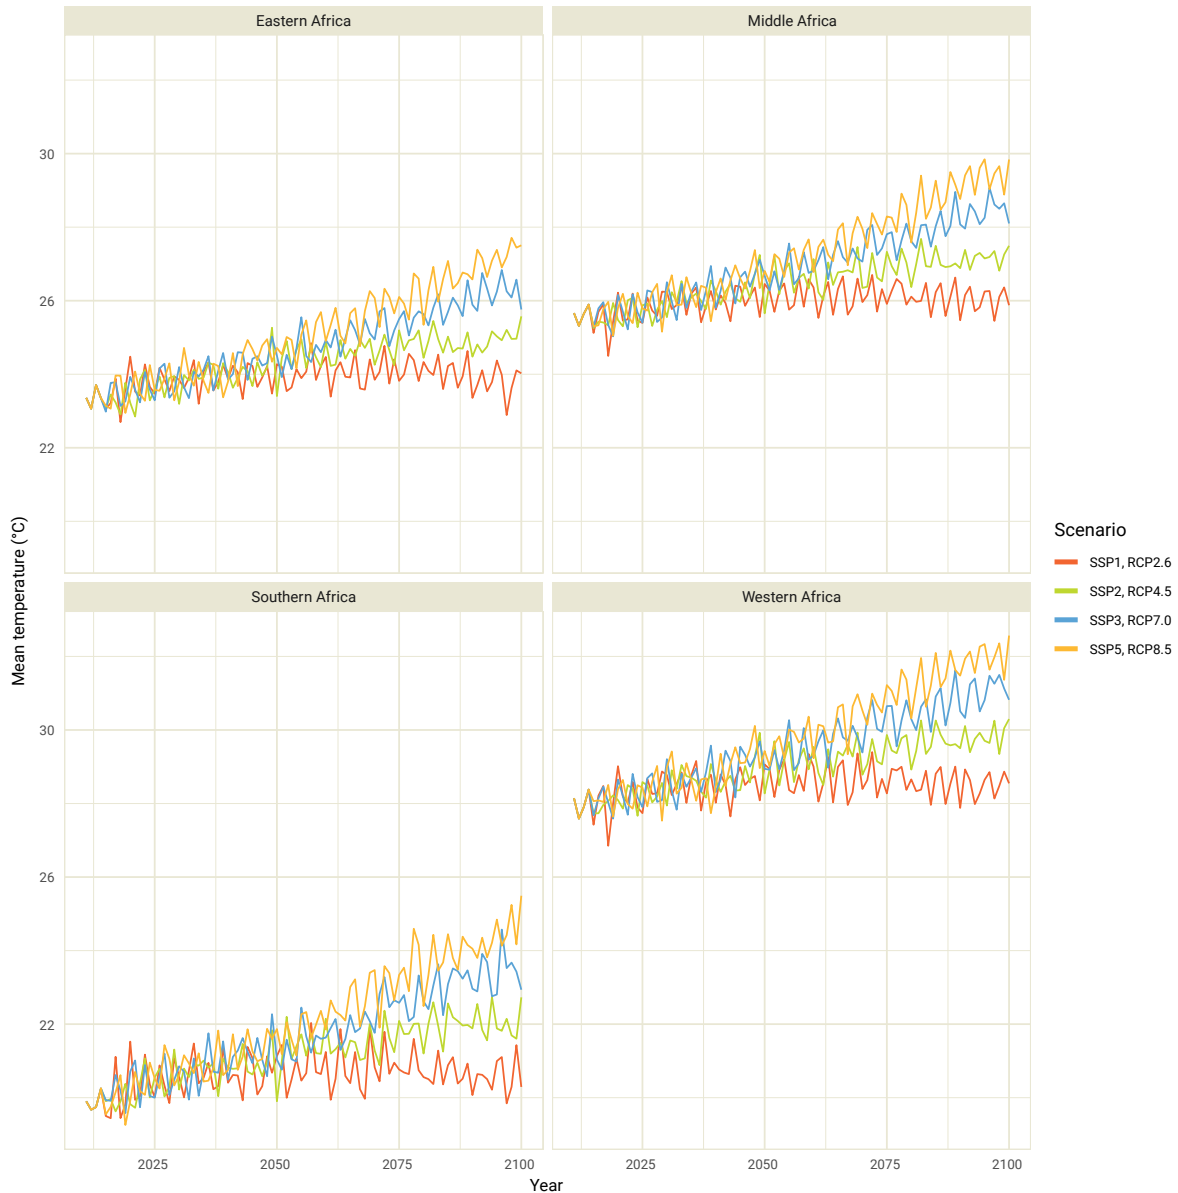 Eastern Africa
Middle Africa
30
26
22
Southern Africa
Western Africa
30
26
22
2025
2050
2075
2100
2025
2050
2075
2100
Year
Mean temperature (°C)
Scenario
SSP1, RCP2.6
SSP2, RCP4.5
SSP3, RCP7.0
SSP5, RCP8.5